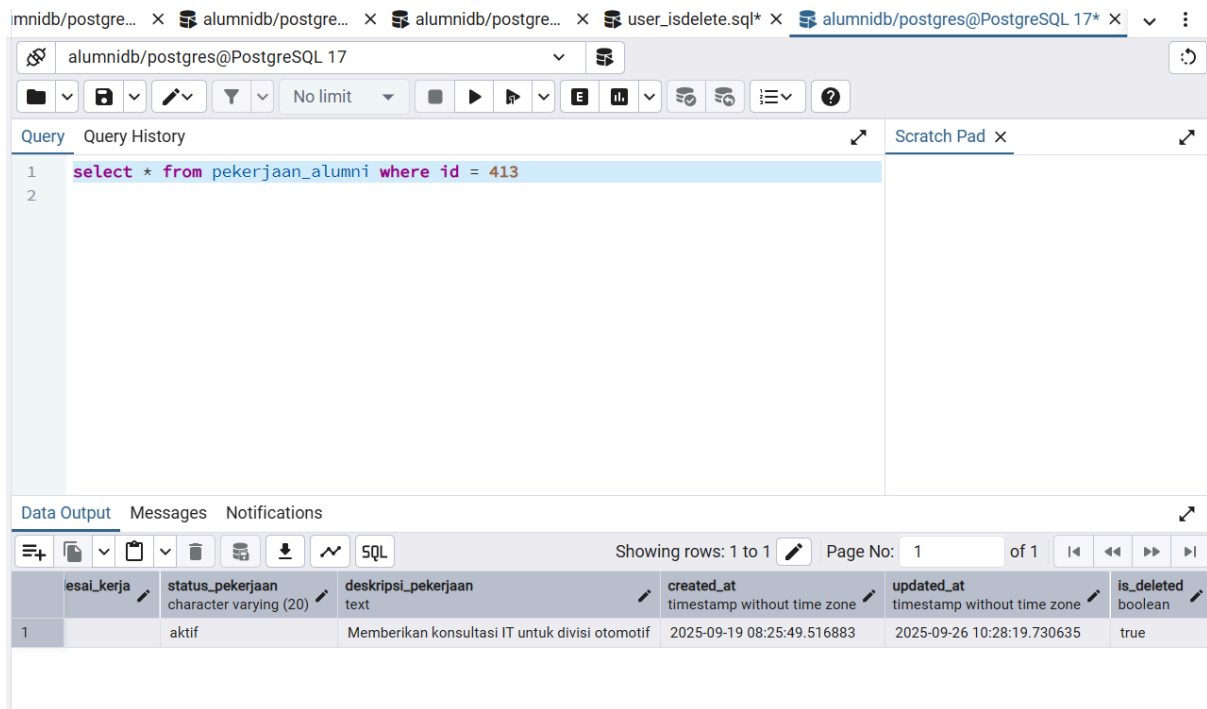 mnidb/postgre... alumnidb/postgre... alumnidb/postgre... user_isdelete.sql* alumnidb/postgres@PostgreSQL 17*
alumnidb/postgres@PostgreSQL 17
No limit E
Query Query History Scratch Pad
1 select * from pekerjaan_alumni where id = 413
2
Data Output Messages Notifications
SQL Showing rows: 1 to 1 Page No: 1 of 1
esai_kerja status_pekerjaan deskripsi_pekerjaan created_at updated_at is_deleted
character varying (20) text timestamp without time zone timestamp without time zone boolean
1 aktif Memberikan konsultasi IT untuk divisi otomotif 2025-09-19 08:25:49.516883 2025-09-26 10:28:19.730635 true